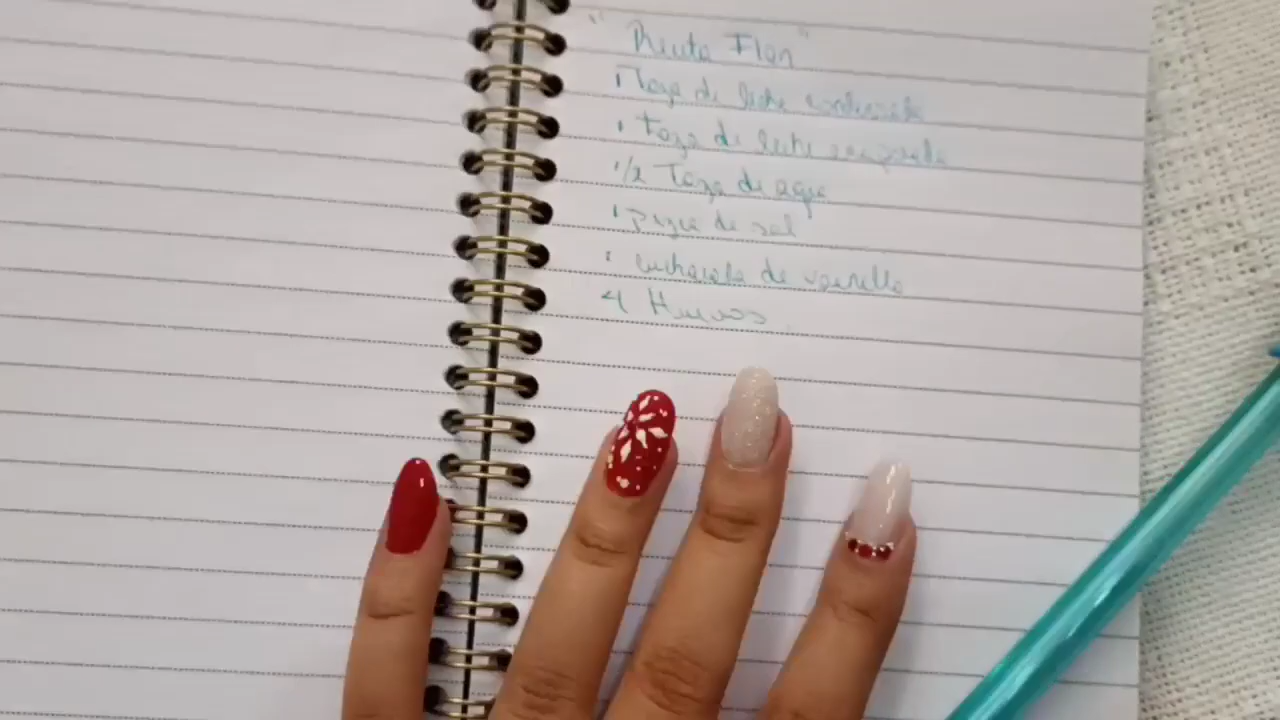 "Receta Flan"
1 Taza de leche condensada
1 Taza de leche evaporada
1/2 Taza de agua
1 pizca de sal
1 cucharada de vainilla
4 Huevos